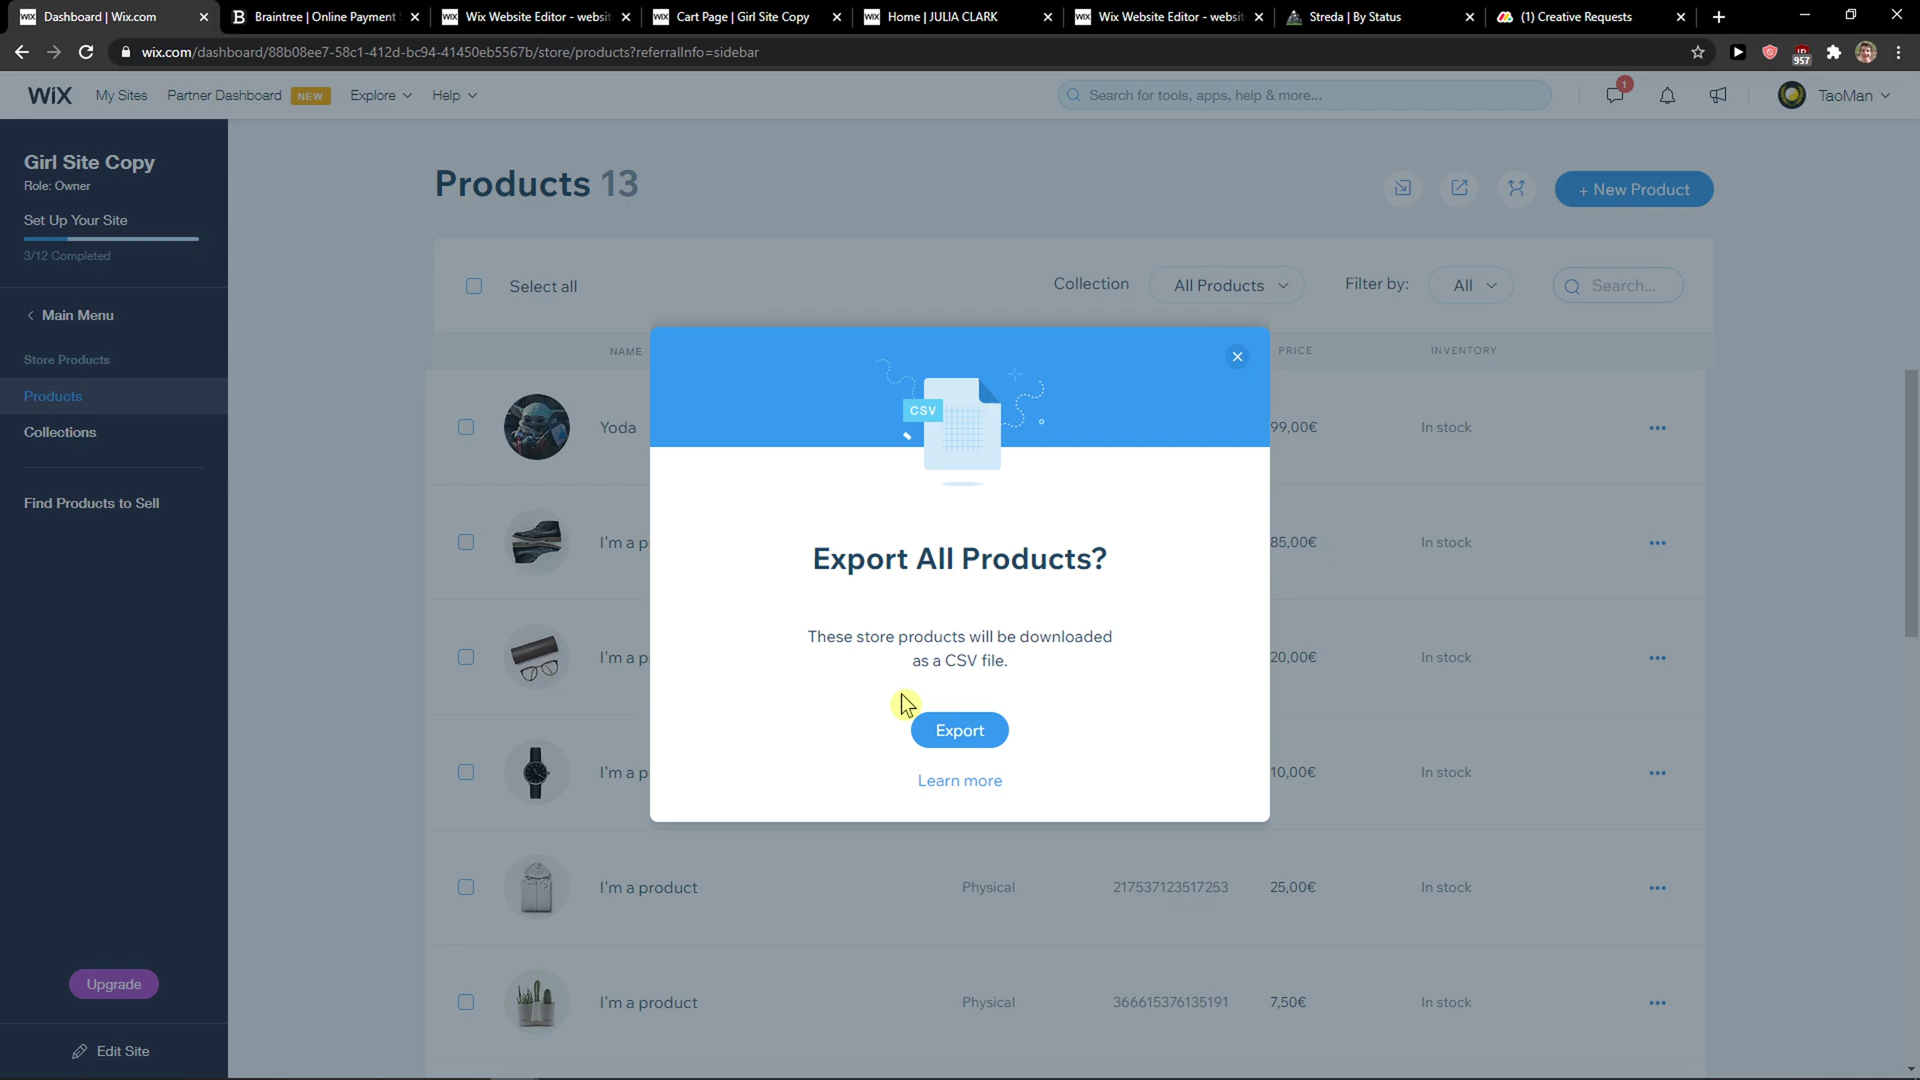 Dashboard | Wix.com
Braintree | Online Payment
Wix Website Editor - websit
Cart Page | Girl Site Copy
Home | JULIA CLARK
Wix Website Editor - websit
Streda | By Status
(1) Creative Requests
wix.com/dashboard/88b08ee7-58c1-412d-bc94-41450eb5567b/store/products?referralInfo=sidebar
957
WiX
My Sites
Partner Dashboard
NEW
Explore
Help
Search for tools, apps, help & more...
1
TaoMan
Girl Site Copy
Role: Owner
Set Up Your Site
3/12 Completed
< Main Menu
Store Products
Products
Collections
Find Products to Sell
Upgrade
Edit Site
Products 13
+ New Product
Select all
Collection
All Products
Filter by:
All
Search...
NAME
PRICE
INVENTORY
Yoda
99,00€
In stock
I'm a p
85,00€
In stock
I'm a p
20,00€
In stock
I'm a p
10,00€
In stock
I'm a product
Physical
217537123517253
25,00€
In stock
I'm a product
Physical
366615376135191
7,50€
In stock
CSV
Export All Products?
These store products will be downloaded
as a CSV file.
Export
Learn more